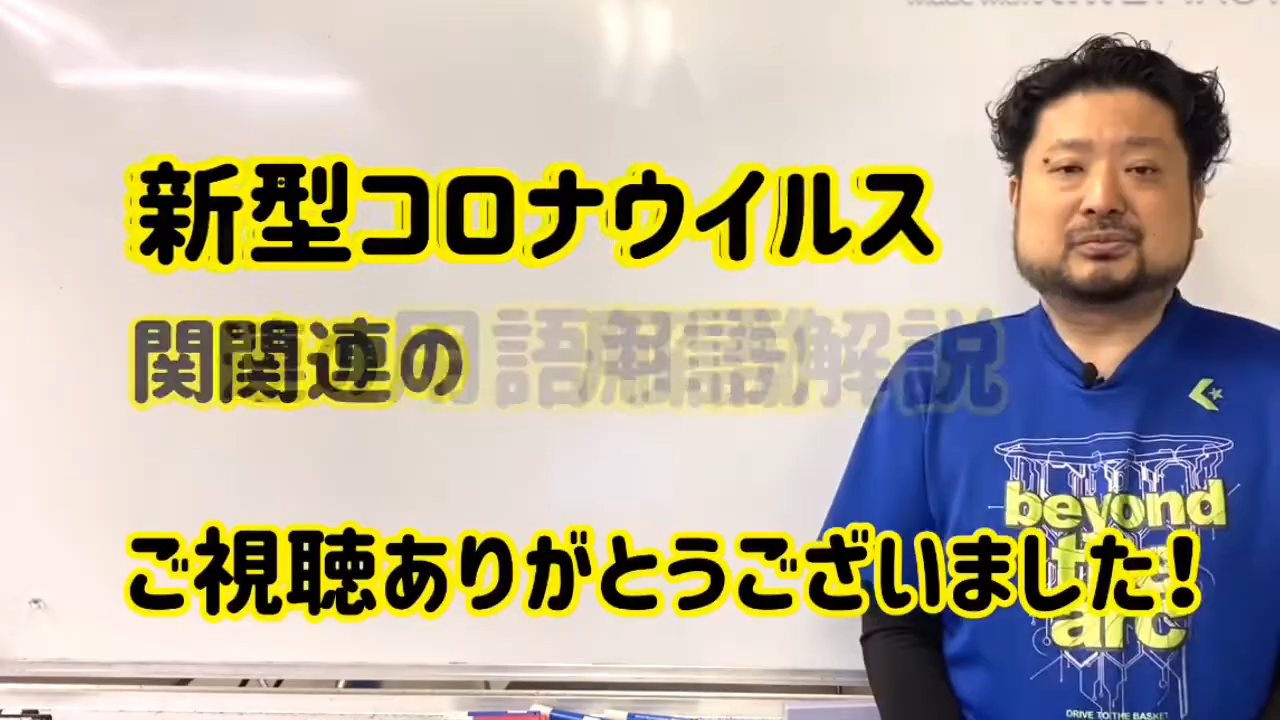 新型コロナウイルス
関連の用語解説
ご視聴ありがとうございました!
beyond
arc
DRIVE TO THE BASKET